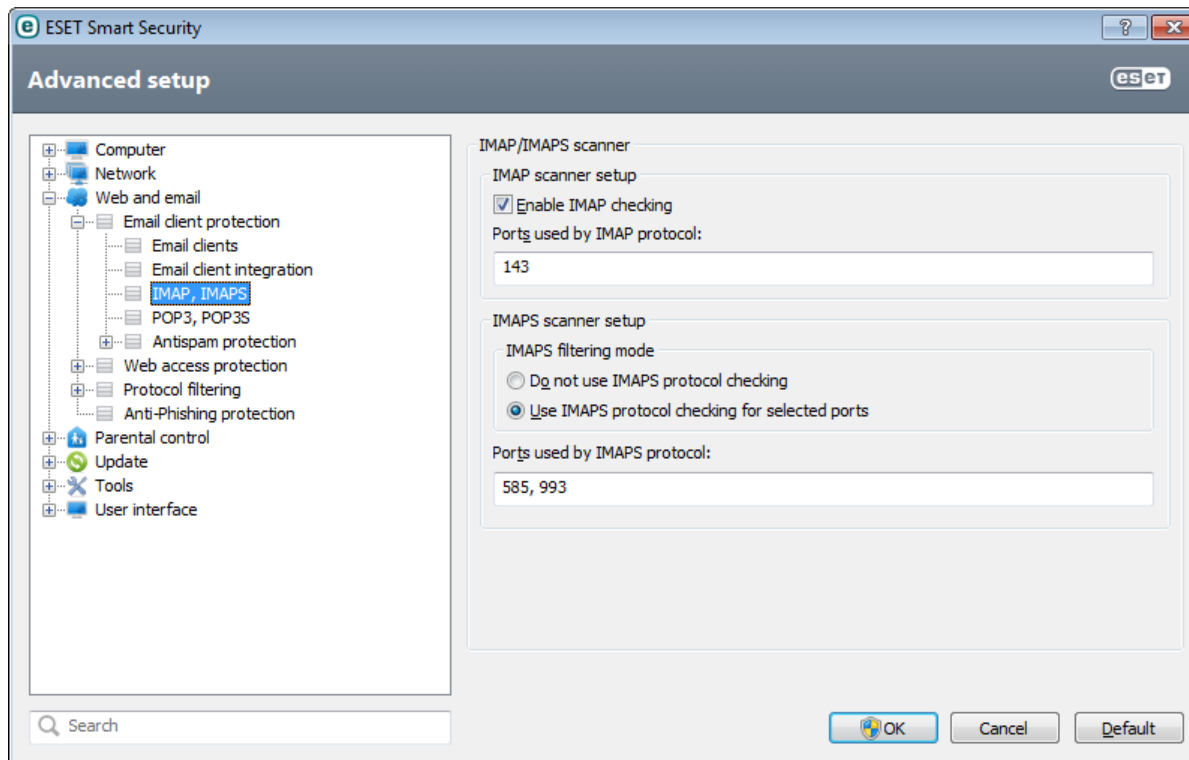 ESET Smart Security
Advanced setup
eset
Computer
Network
Web and email
Email client protection
Email clients
Email client integration
IMAP, IMAPS
POP3, POP3S
Antispam protection
Web access protection
Protocol filtering
Anti-Phishing protection
Parental control
Update
Tools
User interface
Search
IMAP/IMAPS scanner
IMAP scanner setup
Enable IMAP checking
Ports used by IMAP protocol:
143
IMAPS scanner setup
IMAPS filtering mode
Do not use IMAPS protocol checking
Use IMAPS protocol checking for selected ports
Ports used by IMAPS protocol:
585, 993
OK
Cancel
Default